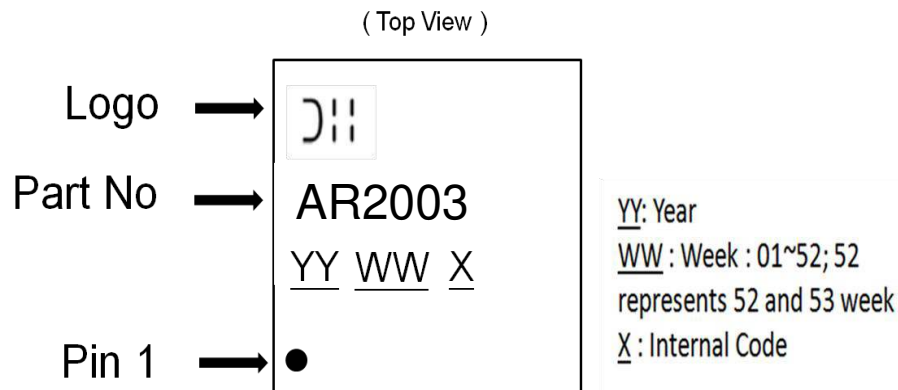 ( Top View )
Logo
Part No
AR2003
YY WW X
Pin 1
YY: Year
WW : Week : 01~52; 52
represents 52 and 53 week
X : Internal Code